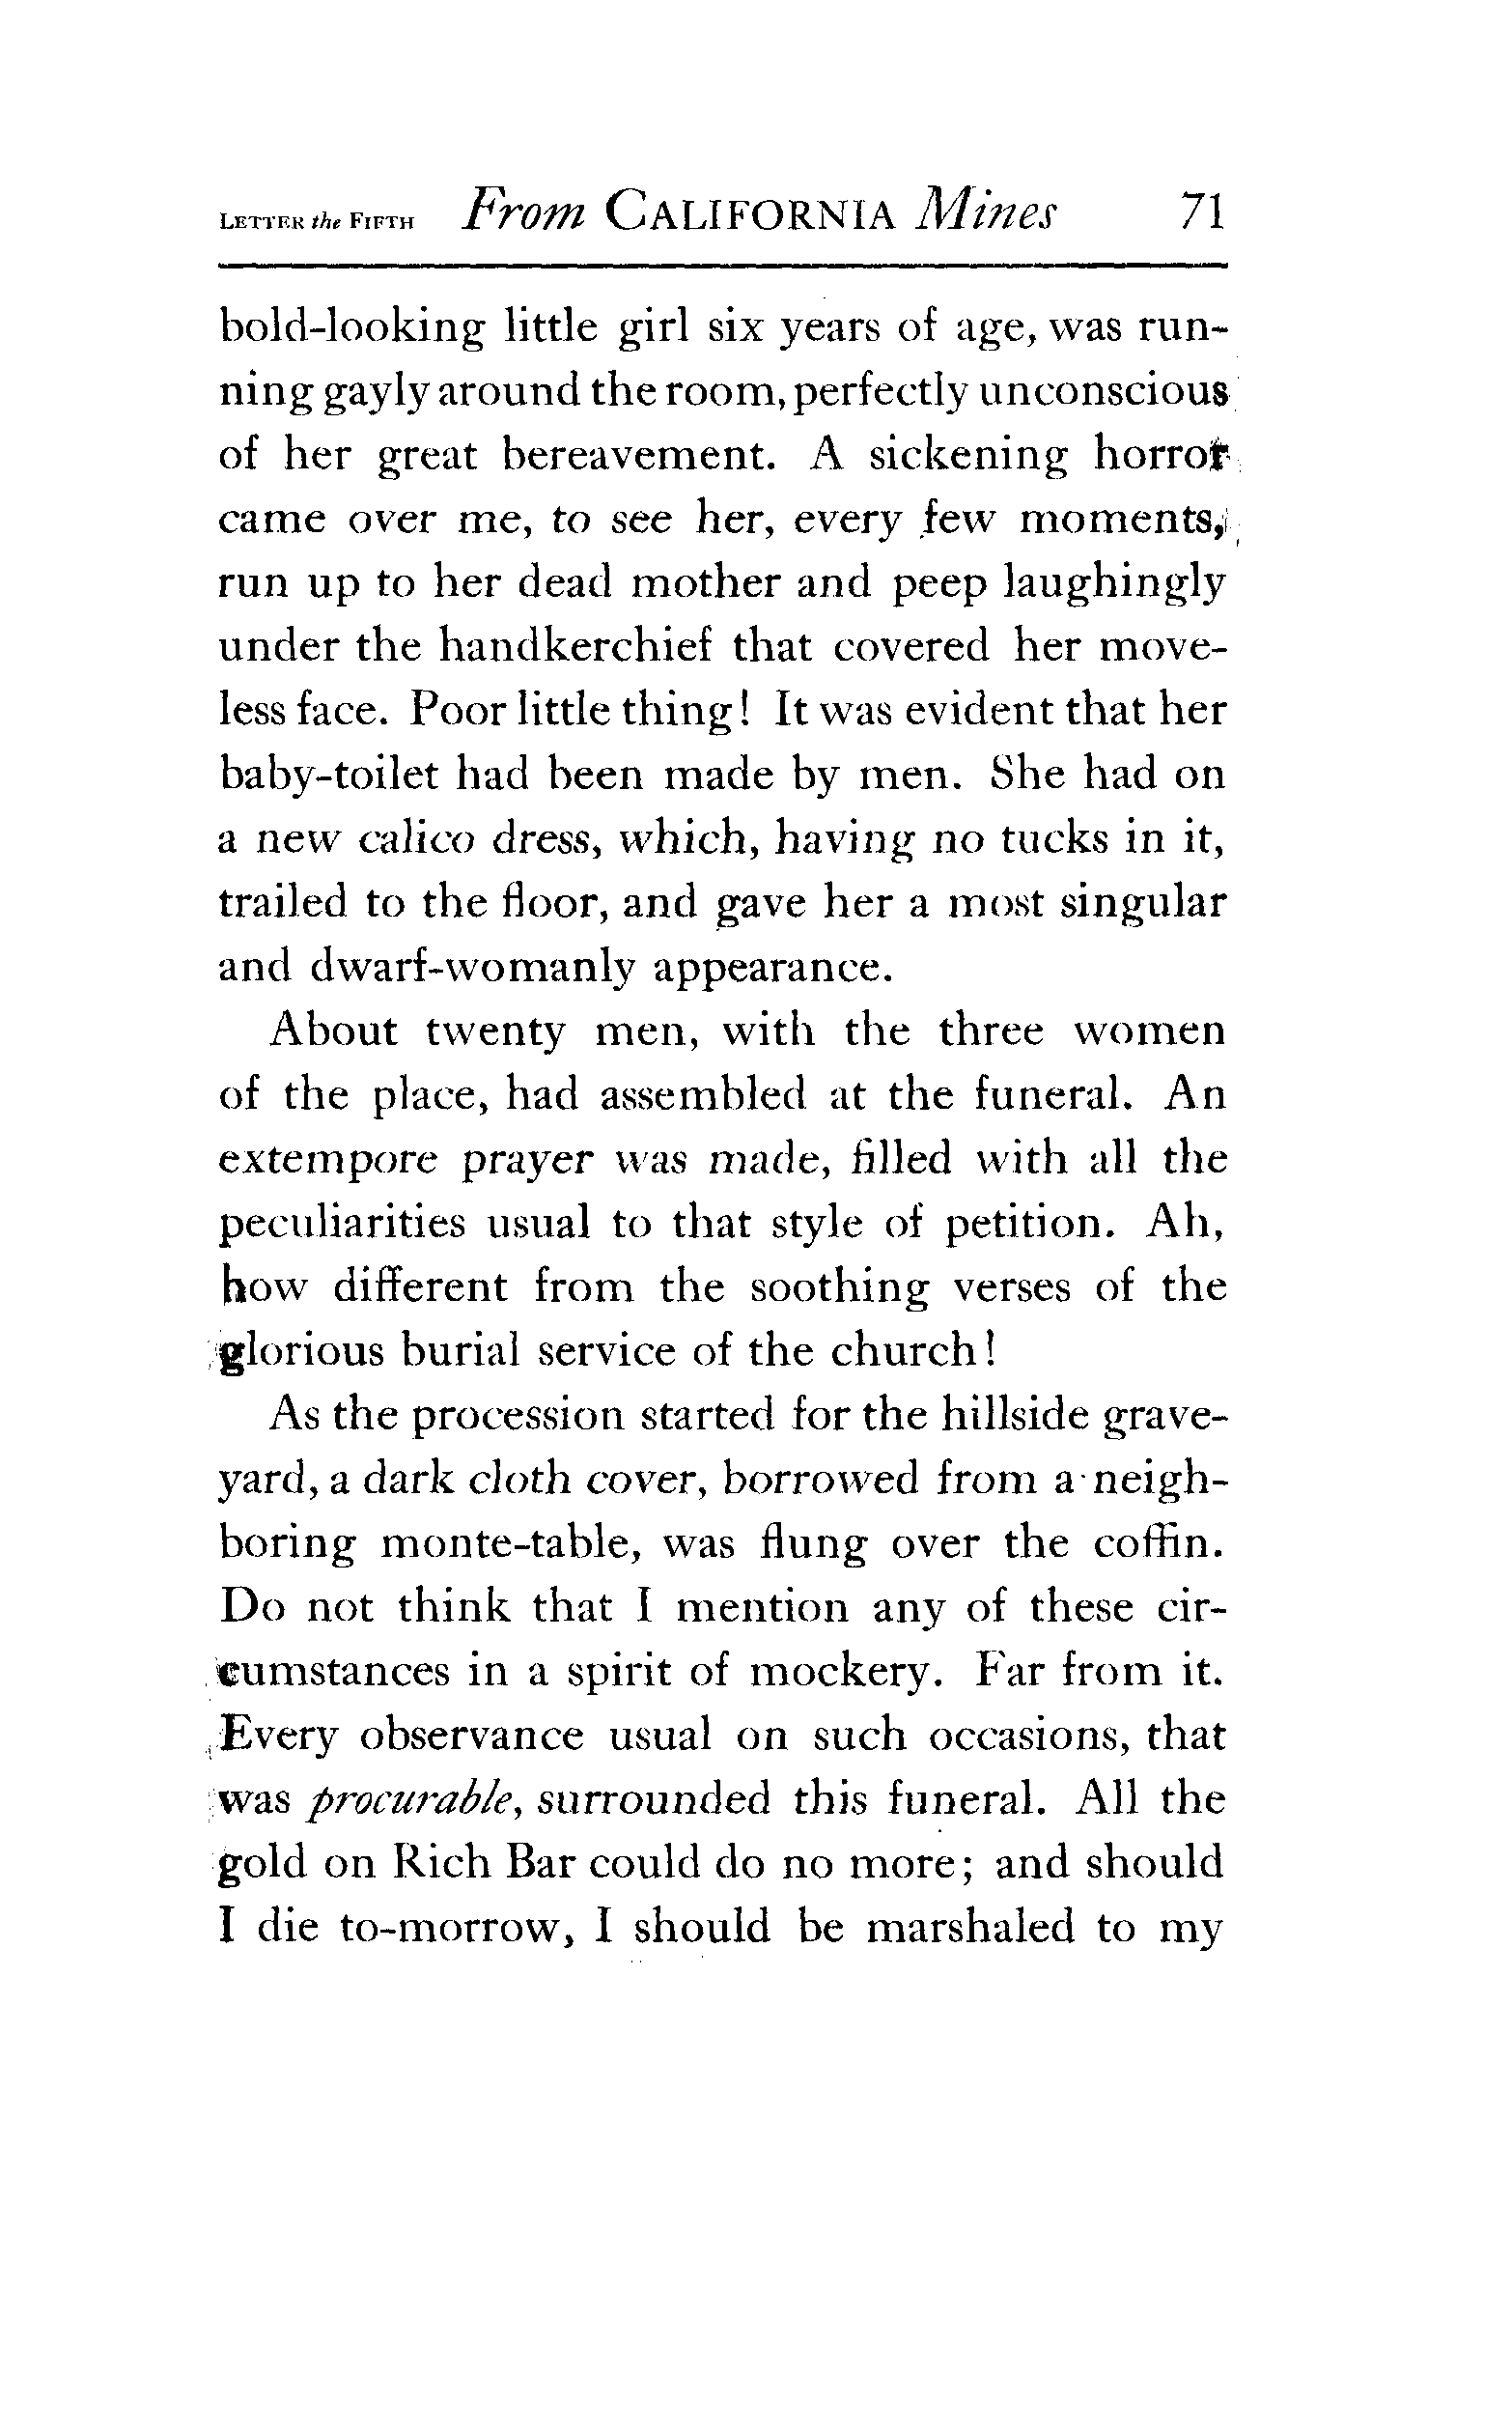 LETTER the FIFTH From CALIFORNIA Mines 71
bold-looking little girl six years of age, was run-
ning gayly around the room, perfectly unconscious
of her great bereavement. A sickening horror
came over me, to see her, every few moments,
run up to her dead mother and peep laughingly
under the handkerchief that covered her move-
less face. Poor little thing! It was evident that her
baby-toilet had been made by men. She had on
a new calico dress, which, having no tucks in it,
trailed to the floor, and gave her a most singular
and dwarf-womanly appearance.
About twenty men, with the three women
of the place, had assembled at the funeral. An
extempore prayer was made, filled with all the
peculiarities usual to that style of petition. Ah,
how different from the soothing verses of the
glorious burial service of the church!
As the procession started for the hillside grave-
yard, a dark cloth cover, borrowed from a neigh-
boring monte-table, was flung over the coffin.
Do not think that I mention any of these cir-
cumstances in a spirit of mockery. Far from it.
Every observance usual on such occasions, that
was procurable, surrounded this funeral. All the
gold on Rich Bar could do no more; and should
I die to-morrow, I should be marshaled to my